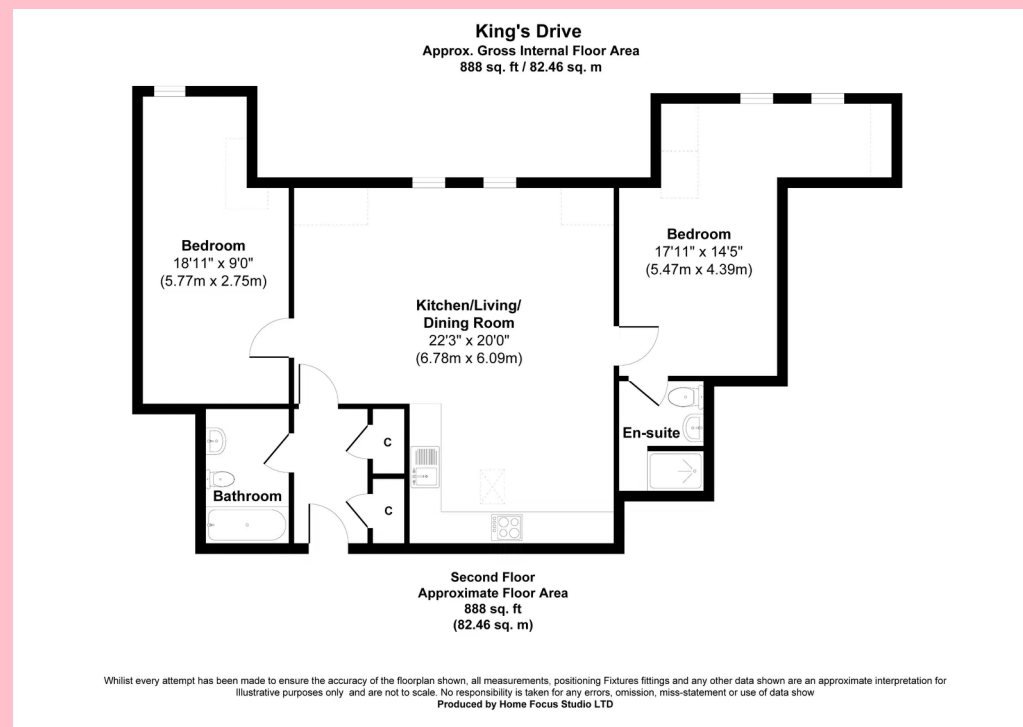 King's Drive
Approx. Gross Internal Floor Area
888 sq. ft / 82.46 sq. m
Bedroom
18'11" x 9'0"
(5.77m x 2.75m)
Kitchen/Living/
Dining Room
22'3" x 20'0"
(6.78m x 6.09m)
Bedroom
17'11" x 14'5"
(5.47m x 4.39m)
En-suite
C
C
Bathroom
Second Floor
Approximate Floor Area
888 sq. ft
(82.46 sq. m)
Whilist every attempt has been made to ensure the accuracy of the floorplan shown, all measurements, positioning Fixtures fittings and any other data shown are an approximate interpretation for
Illustrative purposes only and are not to scale. No responsibility is taken for any errors, omission, miss-statement or use of data show
Produced by Home Focus Studio LTD